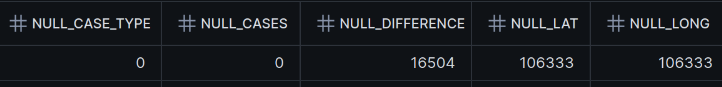 # NULL_CASE_TYPE # NULL_CASES # NULL_DIFFERENCE # NULL_LAT # NULL_LONG
0 0 16504 106333 106333